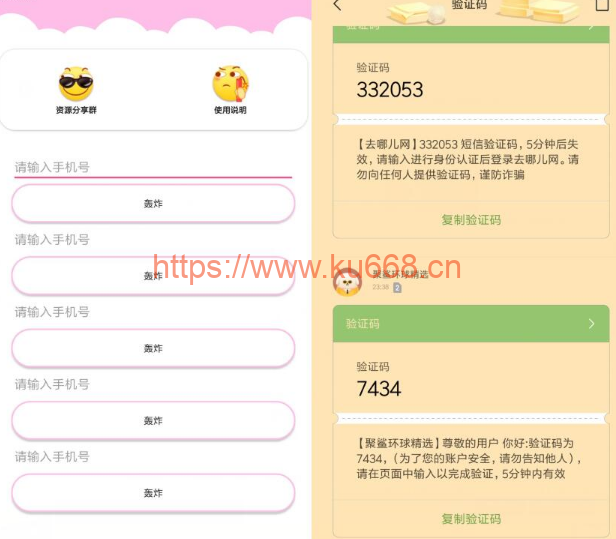 资源分享群
使用说明
请输入手机号
轰炸
请输入手机号
轰炸
请输入手机号
轰炸
请输入手机号
轰炸
请输入手机号
轰炸
https://www.ku668.cn
验证码
验证码
验证码
332053
【去哪儿网】332053 短信验证码,5分钟后失
效,请输入进行身份认证后登录去哪儿网。请
勿向任何人提供验证码,谨防诈骗
复制验证码
聚鲨环球精选
23:38 2
验证码
验证码
7434
【聚鲨环球精选】尊敬的用户 你好:验证码为
7434,(为了您的账户安全,请勿告知他人),
请在页面中输入以完成验证,5分钟内有效
复制验证码